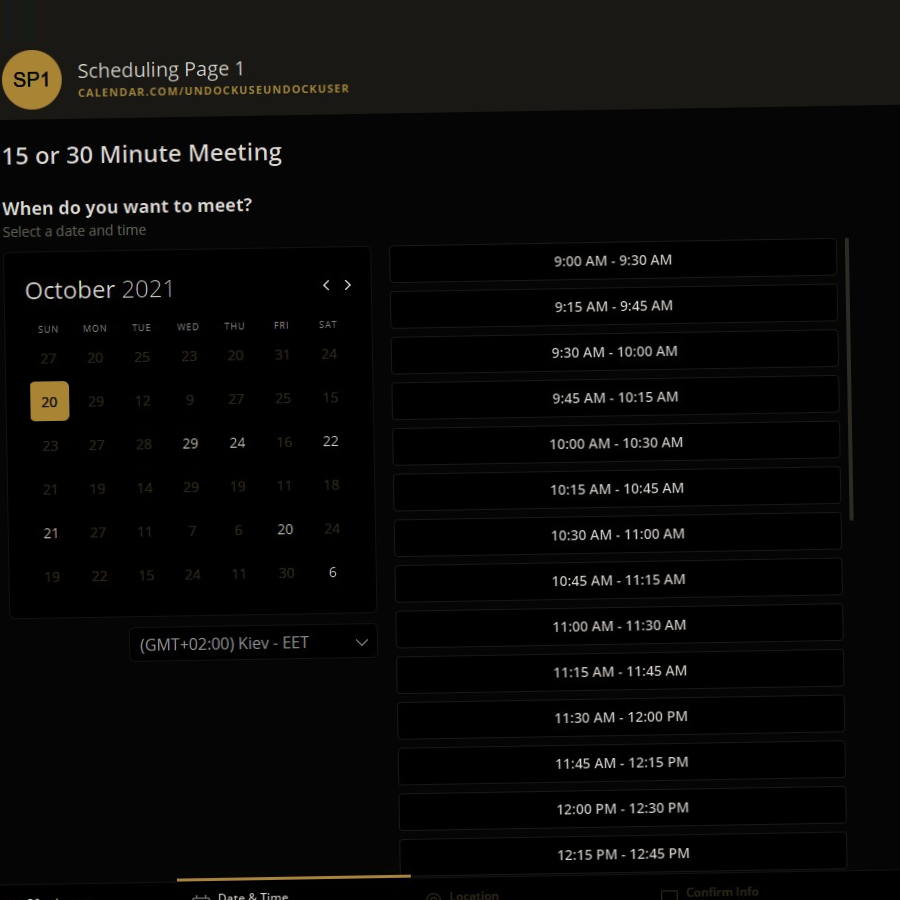 SP1
Scheduling Page 1
CALENDAR.COM/UNDOCKUSEUNDOCKUSER
15 or 30 Minute Meeting
When do you want to meet?
Select a date and time
October 2021
SUN MON TUE WED THU FRI SAT
27 20 25 23 20 31 24
20 29 12 9 27 25 15
23 27 28 29 24 16 22
21 19 14 29 19 11 18
21 27 11 7 6 20 24
19 22 15 24 11 30 6
(GMT+02:00) Kiev - EET
9:00 AM - 9:30 AM
9:15 AM - 9:45 AM
9:30 AM - 10:00 AM
9:45 AM - 10:15 AM
10:00 AM - 10:30 AM
10:15 AM - 10:45 AM
10:30 AM - 11:00 AM
10:45 AM - 11:15 AM
11:00 AM - 11:30 AM
11:15 AM - 11:45 AM
11:30 AM - 12:00 PM
11:45 AM - 12:15 PM
12:00 PM - 12:30 PM
12:15 PM - 12:45 PM
Date & Time
Location
Confirm Info